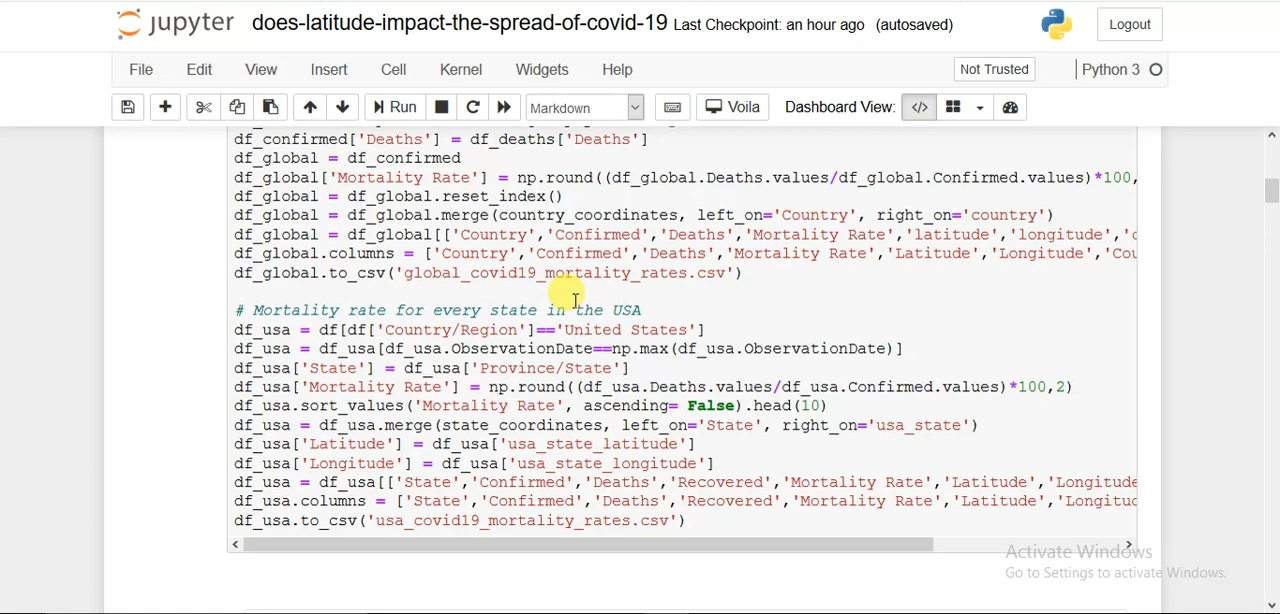 jupyter does-latitude-impact-the-spread-of-covid-19 Last Checkpoint: an hour ago (autosaved) Logout
File Edit View Insert Cell Kernel Widgets Help Not Trusted Python 3
Run Markdown Voila Dashboard View:
df_confirmed['Deaths'] = df_deaths['Deaths']
df_global = df_confirmed
df_global['Mortality Rate'] = np.round((df_global.Deaths.values/df_global.Confirmed.values)*100,
df_global = df_global.reset_index()
df_global = df_global.merge(country_coordinates, left_on='Country', right_on='country')
df_global = df_global[['Country','Confirmed','Deaths','Mortality Rate','latitude','longitude','c
df_global.columns = ['Country','Confirmed','Deaths','Mortality Rate','Latitude','Longitude','Cou
df_global.to_csv('global_covid19_mortality_rates.csv')
# Mortality rate for every state in the USA
df_usa = df[df['Country/Region']=='United States']
df_usa = df_usa[df_usa.ObservationDate==np.max(df_usa.ObservationDate)]
df_usa['State'] = df_usa['Province/State']
df_usa['Mortality Rate'] = np.round((df_usa.Deaths.values/df_usa.Confirmed.values)*100,2)
df_usa.sort_values('Mortality Rate', ascending= False).head(10)
df_usa = df_usa.merge(state_coordinates, left_on='State', right_on='usa_state')
df_usa['Latitude'] = df_usa['usa_state_latitude']
df_usa['Longitude'] = df_usa['usa_state_longitude']
df_usa = df_usa[['State','Confirmed','Deaths','Recovered','Mortality Rate','Latitude','Longitude
df_usa.columns = ['State','Confirmed','Deaths','Recovered','Mortality Rate','Latitude','Longituc
df_usa.to_csv('usa_covid19_mortality_rates.csv')
Activate Windows
Go to Settings to activate Windows.